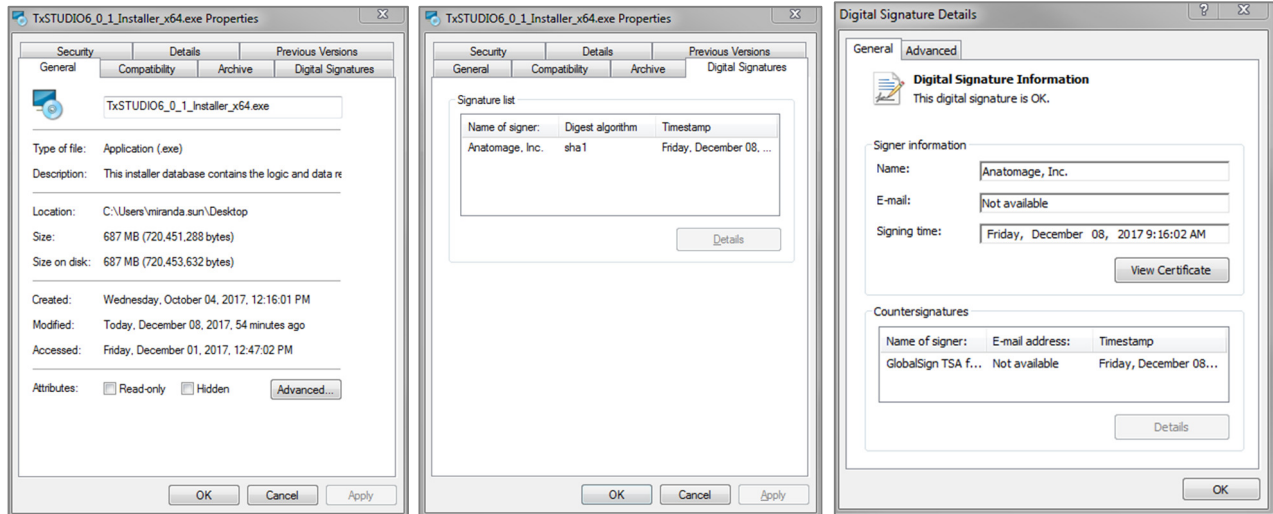 TxSTUDIO6_0_1_Installer_x64.exe Properties
Security Details Previous Versions
General Compatibility Archive Digital Signatures
TxSTUDIO6_0_1_Installer_x64.exe
Type of file: Application (.exe)
Description: This installer database contains the logic and data re
Location: C:\Users\miranda.sun\Desktop
Size: 687 MB (720,451,288 bytes)
Size on disk: 687 MB (720,453,632 bytes)
Created: Wednesday, October 04, 2017, 12:16:01 PM
Modified: Today, December 08, 2017, 54 minutes ago
Accessed: Friday, December 01, 2017, 12:47:02 PM
Attributes: Read-only Hidden Advanced...
OK Cancel Apply
TxSTUDIO6_0_1_Installer_x64.exe Properties
Security Details Previous Versions
General Compatibility Archive Digital Signatures
Signature list
Name of signer: Digest algorithm Timestamp
Anatomage, Inc. sha1 Friday, December 08, ...
Details
OK Cancel Apply
Digital Signature Details
General Advanced
Digital Signature Information
This digital signature is OK.
Signer information
Name: Anatomage, Inc.
E-mail: Not available
Signing time: Friday, December 08, 2017 9:16:02 AM
View Certificate
Countersignatures
Name of signer: E-mail address: Timestamp
GlobalSign TSA f... Not available Friday, December 08...
Details
OK